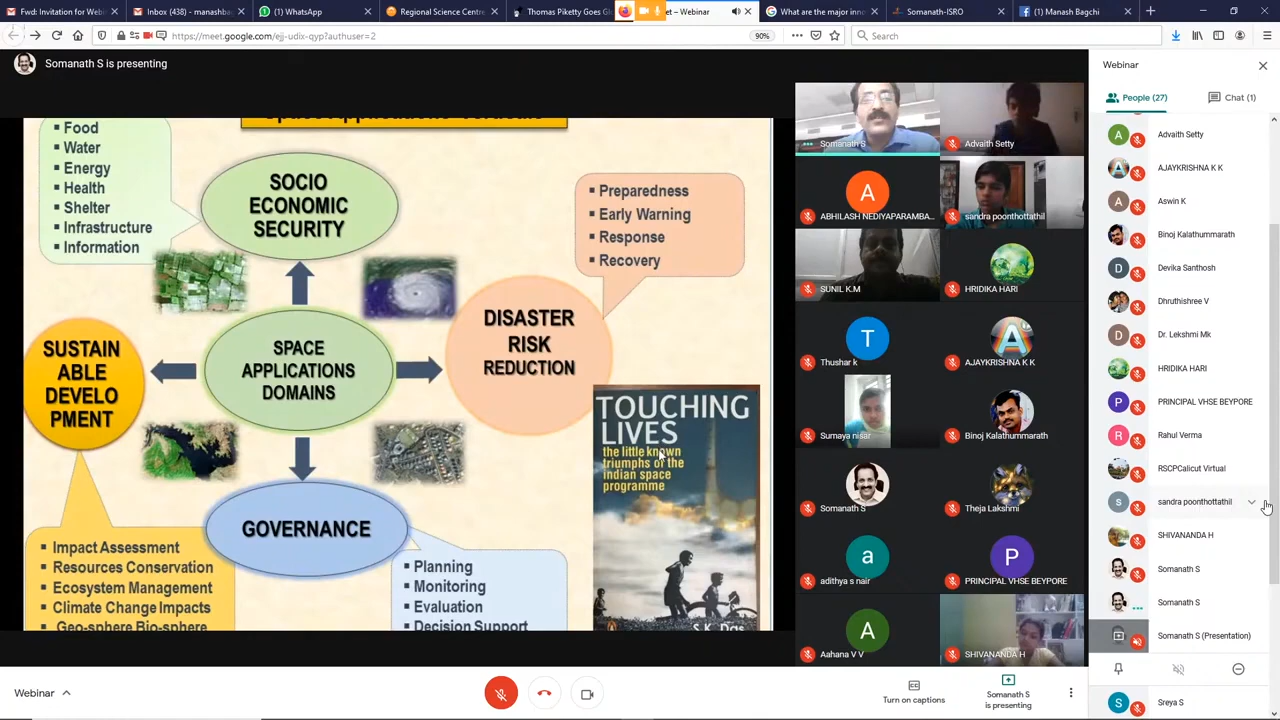 Fwd: Invitation for Webin
Inbox (438) - manashbag
(1) WhatsApp
Regional Science Centre
Thomas Piketty Goes Gl
et – Webinar
What are the major inno
Somanath-ISRO
(1) Manash Bagchi
https://meet.google.com/ejj-udix-qyp?authuser=2
90%
Search
Somanath S is presenting
Food
Water
Energy
Health
Shelter
Infrastructure
Information
SOCIO
ECONOMIC
SECURITY
Preparedness
Early Warning
Response
Recovery
SUSTAIN
ABLE
DEVELO
PMENT
SPACE
APPLICATIONS
DOMAINS
DISASTER
RISK
REDUCTION
GOVERNANCE
Impact Assessment
Resources Conservation
Ecosystem Management
Climate Change Impacts
Geo-sphere Bio-sphere
Planning
Monitoring
Evaluation
Decision Support
TOUCHING
LIVES
the little known
triumphs of the
indian space
programme
S.K. Das
Somanath S
Advaith Setty
A
ABHILASH NEDIYAPARAMBA...
sandra poonthottathil
SUNIL K.M
HRIDIKA HARI
T
Thushar k
AJAYKRISHNA K K
Sumaya nisar
Binoj Kalathummarath
Somanath S
Theja Lakshmi
a
adithya s nair
P
PRINCIPAL VHSE BEYPORE
A
Aahana V V
SHIVANANDA H
Webinar
People (27)
Chat (1)
A Advaith Setty
AJAYKRISHNA K K
A Aswin K
Binoj Kalathummarath
D Devika Santhosh
Dhruthishree V
D Dr. Lekshmi Mk
HRIDIKA HARI
P PRINCIPAL VHSE BEYPORE
R Rahul Verma
RSCPCalicut Virtual
s sandra poonthottathil
SHIVANANDA H
Somanath S
Somanath S
Somanath S (Presentation)
S Sreya S
Webinar
Turn on captions
Somanath S
is presenting